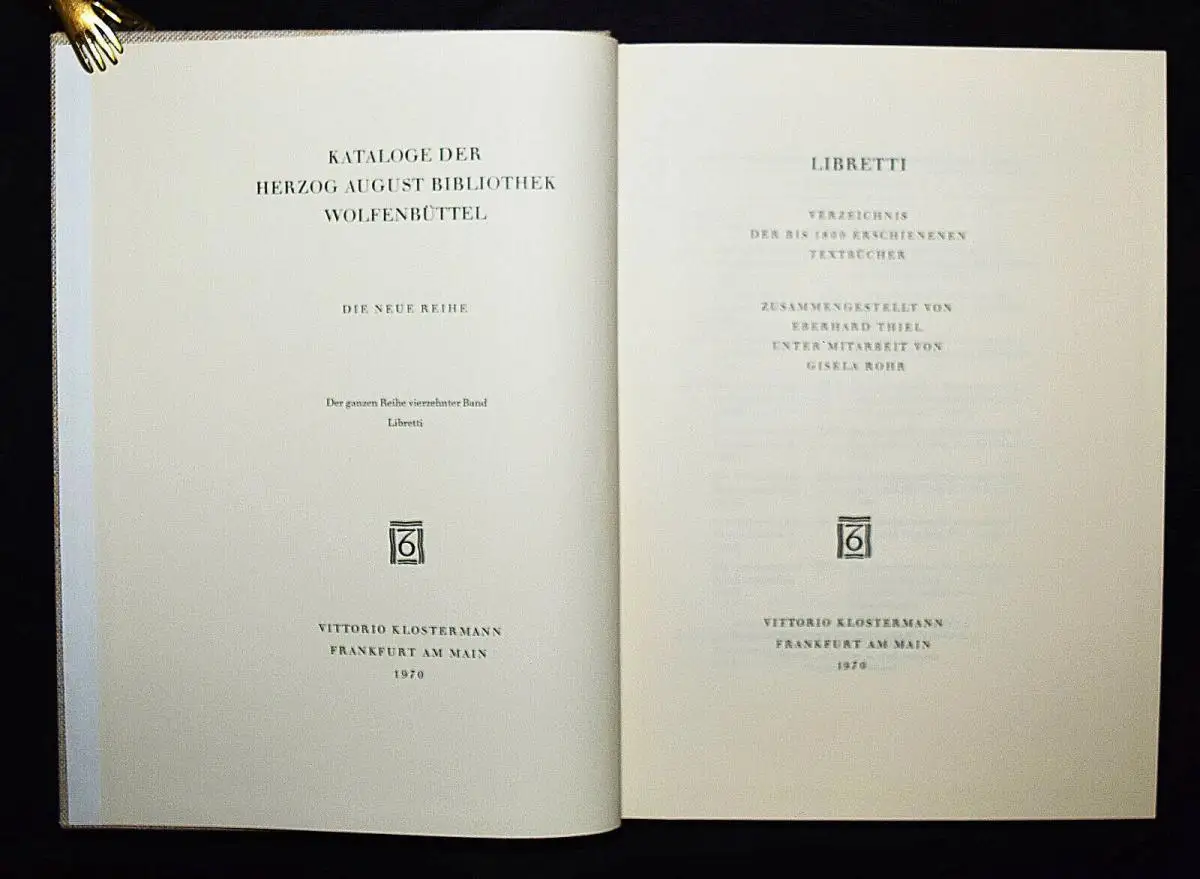 KATALOGE DER
HERZOG AUGUST BIBLIOTHEK
WOLFENBÜTTEL
DIE NEUE REIHE
Der ganzen Reihe vierzehnter Band
Libretti
VITTORIO KLOSTERMANN
FRANKFURT AM MAIN
1970
LIBRETTI
VERZEICHNIS
DER BIS 1800 ERSCHIENENEN
TEXTBÜCHER
ZUSAMMENGESTELLT VON
EBERHARD THIEL
UNTER MITARBEIT VON
GISELA ROHR
VITTORIO KLOSTERMANN
FRANKFURT AM MAIN
1970